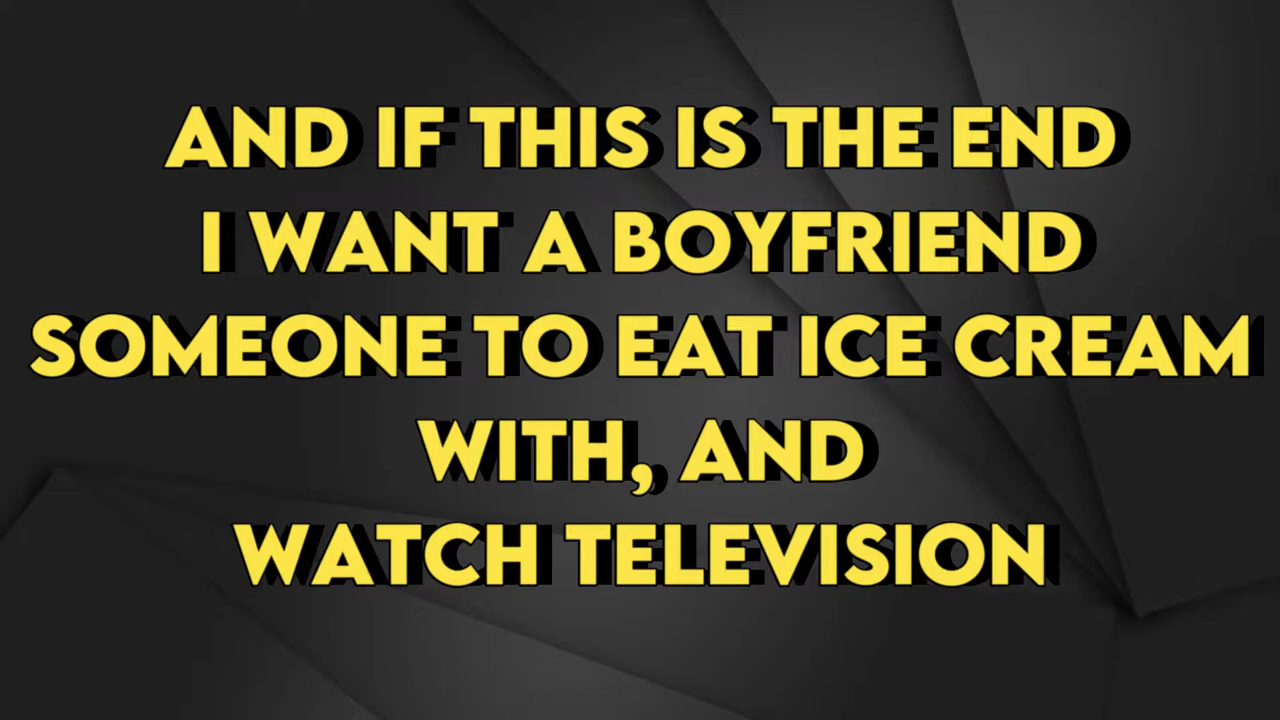 AND IF THIS IS THE END
I WANT A BOYFRIEND
SOMEONE TO EAT ICE CREAM
WITH, AND
WATCH TELEVISION